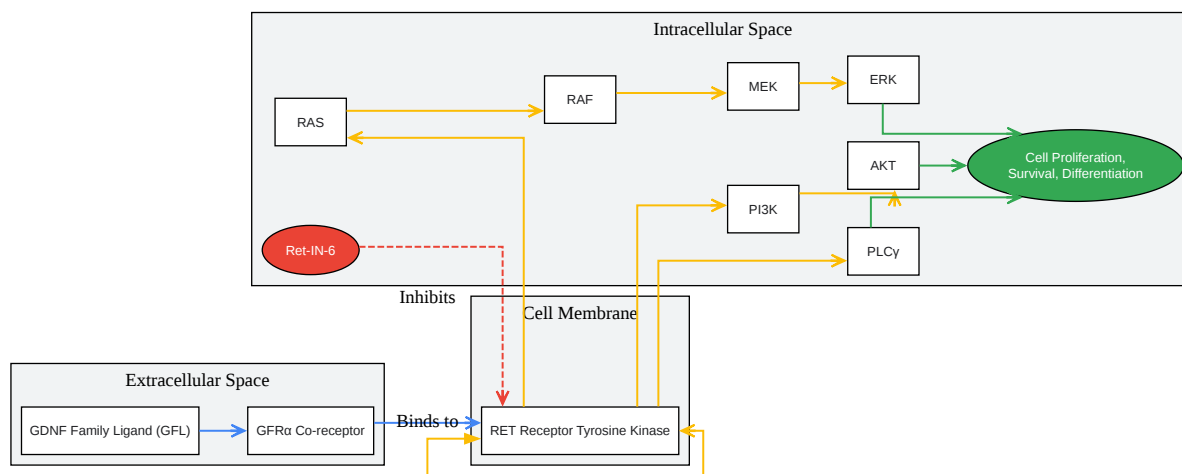 Intracellular Space
ERK
MEK
RAF
RAS
Cell Proliferation,
Survival, Differentiation
AKT
PI3K
Ret-IN-6
PLCγ
Inhibits
Cell Membrane
Extracellular Space
Binds to
GDNF Family Ligand (GFL)
GFRα Co-receptor
RET Receptor Tyrosine Kinase